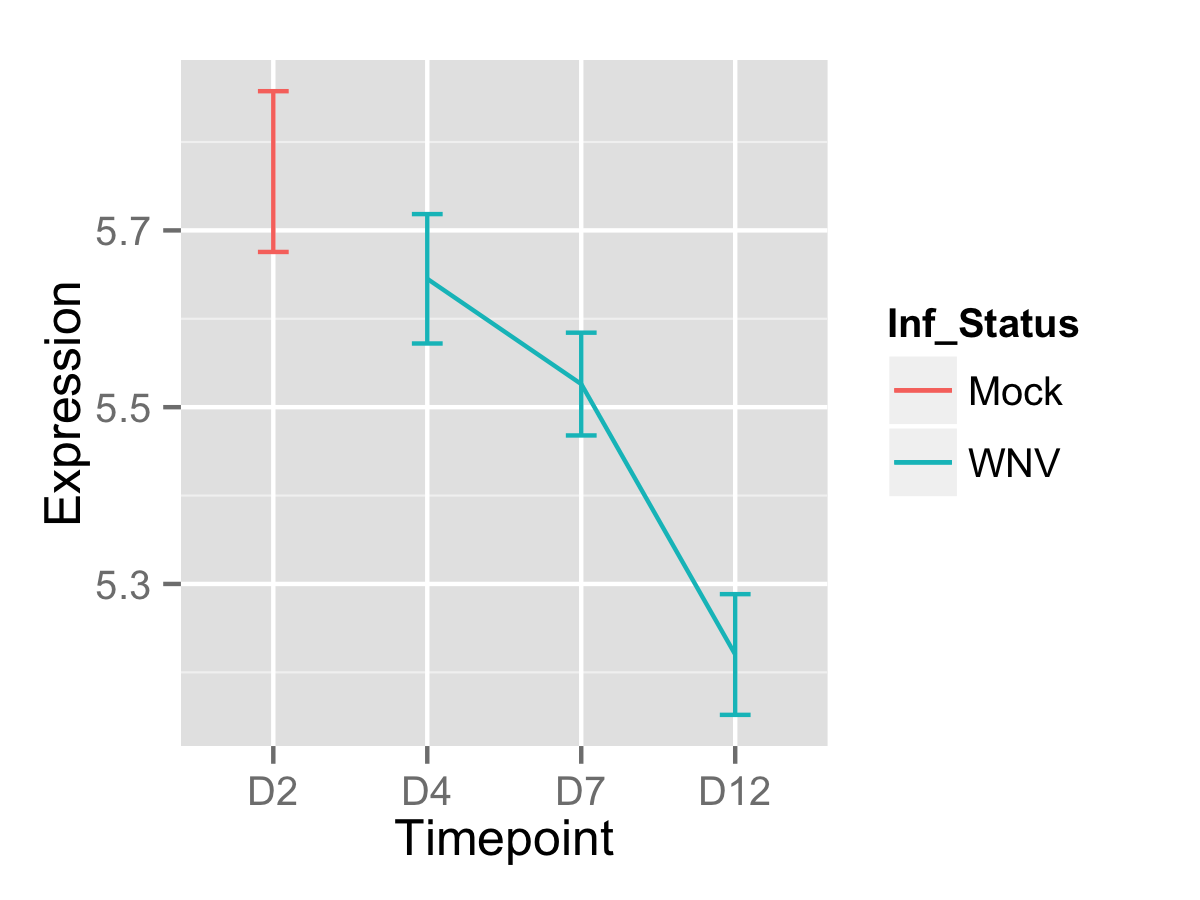 5.7
5.5
5.3
Expression
D2 D4 D7 D12
Timepoint
Inf_Status
Mock
WNV